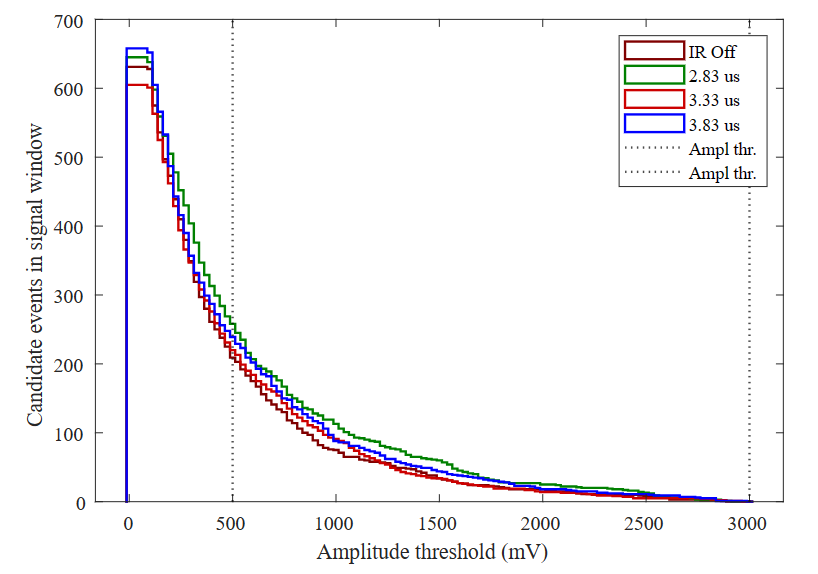 700
600
500
400
300
200
100
0
Candidate events in signal window
IR Off
2.83 us
3.33 us
3.83 us
Ampl thr.
Ampl thr.
0
500
1000
1500
2000
2500
3000
Amplitude threshold (mV)